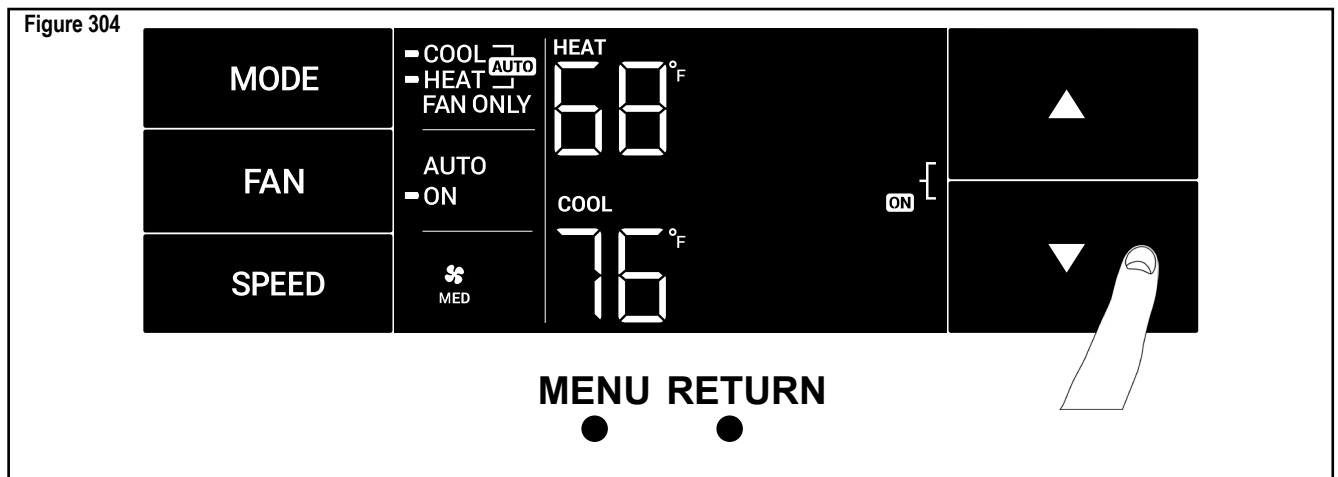 Figure 304
MODE
FAN
SPEED
COOL
AUTO
HEAT
FAN ONLY
AUTO
ON
MED
HEAT
68°F
COOL
76°F
ON
MENU RETURN